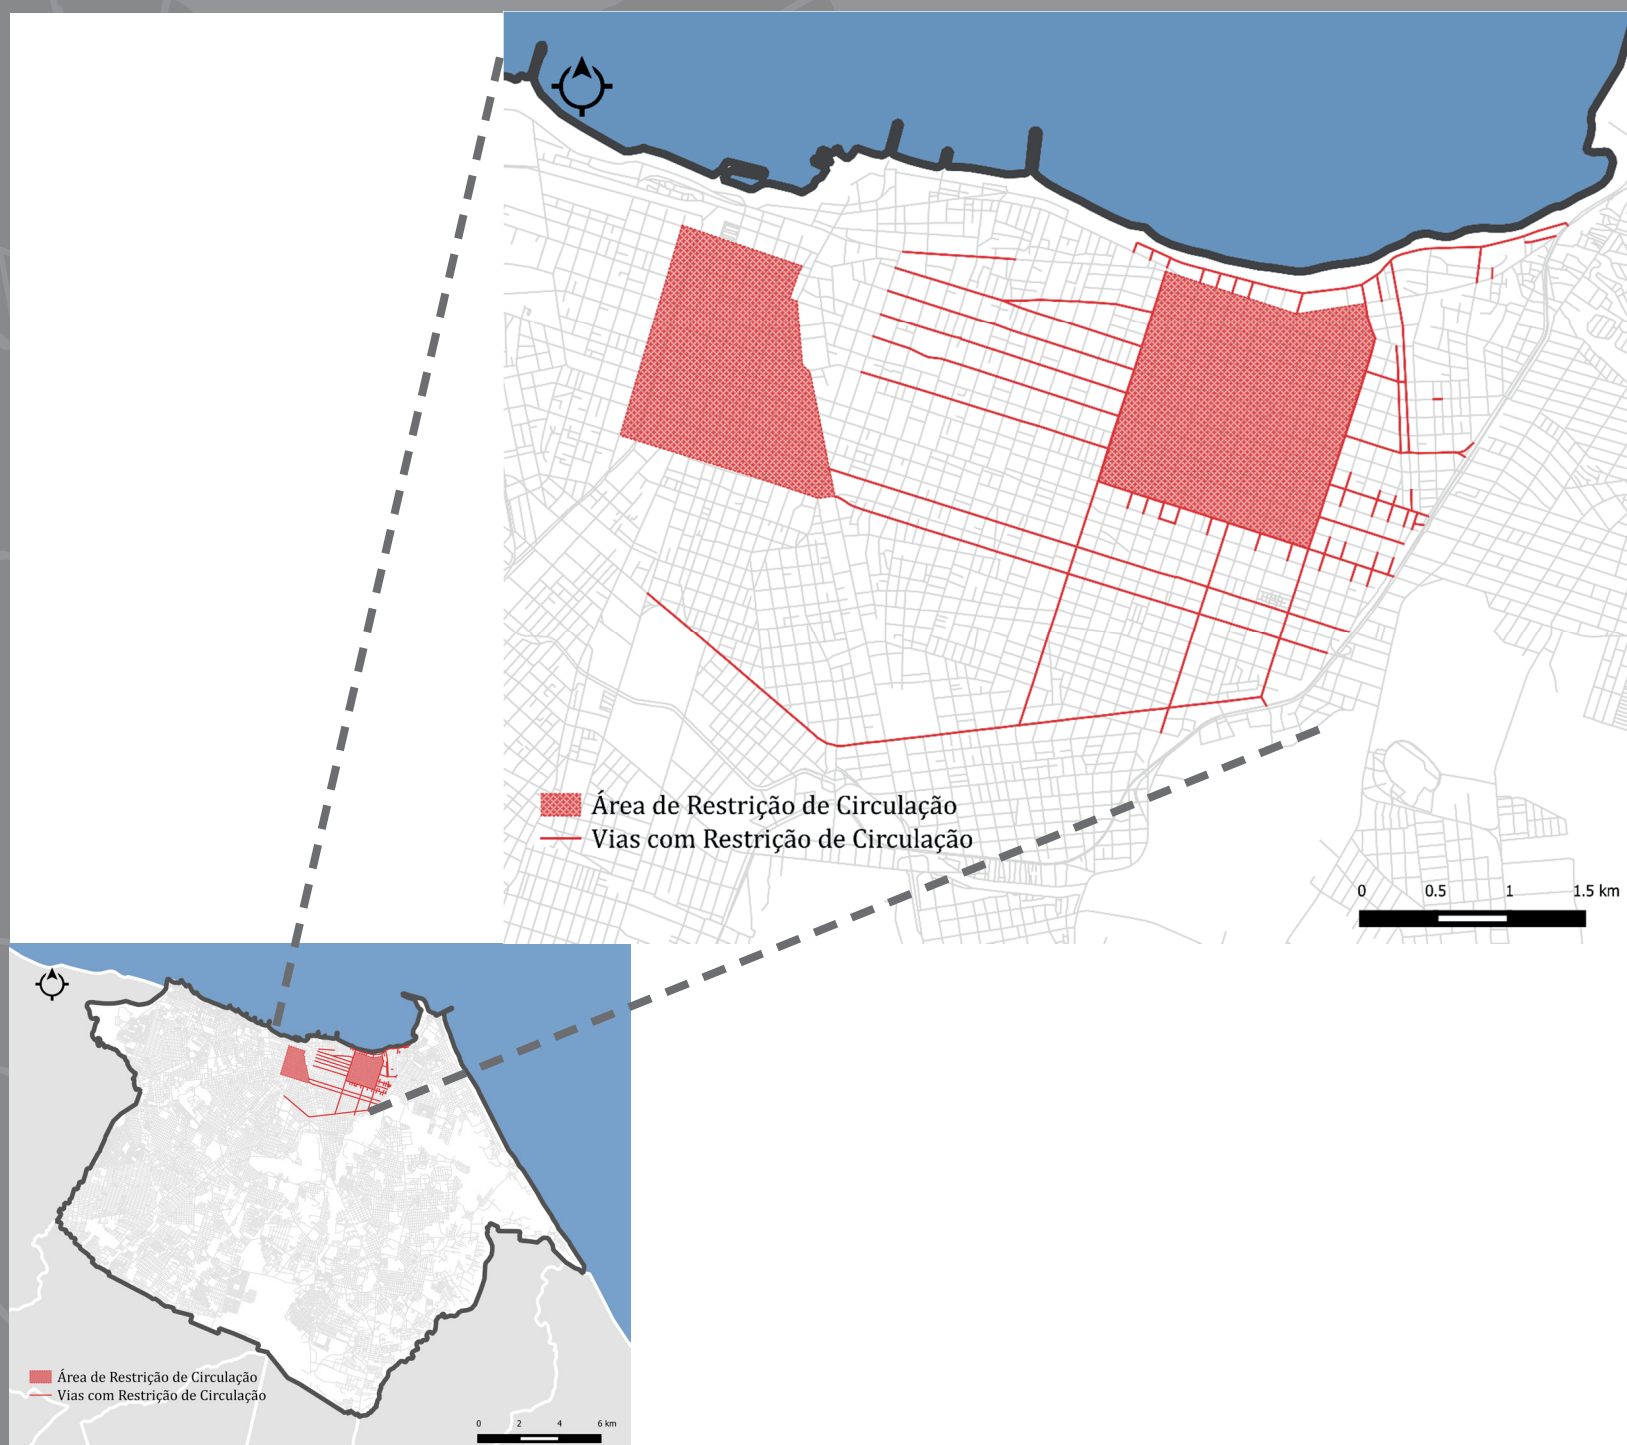 Área de Restrição de Circulação
Vias com Restrição de Circulação
0 0.5 1 1.5 km
Área de Restrição de Circulação
Vias com Restrição de Circulação
0 2 4 6 km